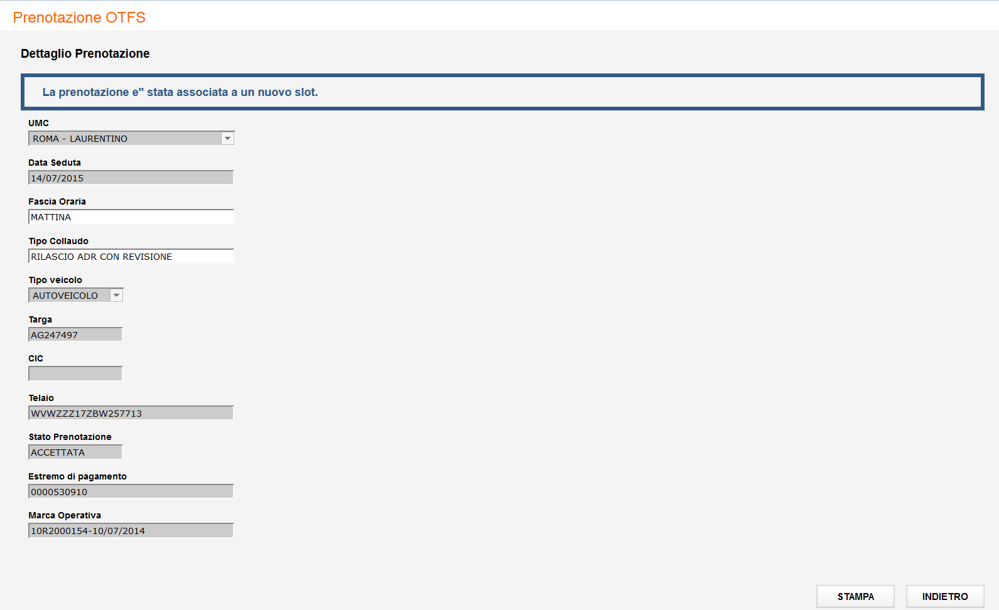 Prenotazione OTFS
Dettaglio Prenotazione
La prenotazione e" stata associata a un nuovo slot.
UMC
ROMA - LAURENTINO
Data Seduta
14/07/2015
Fascia Oraria
MATTINA
Tipo Collaudo
RILASCIO ADR CON REVISIONE
Tipo veicolo
AUTOVEICOLO
Targa
AG247497
CIC
Telaio
WVWZZZ17ZBW257713
Stato Prenotazione
ACCETTATA
Estremo di pagamento
0000530910
Marca Operativa
10R2000154-10/07/2014
STAMPA
INDIETRO